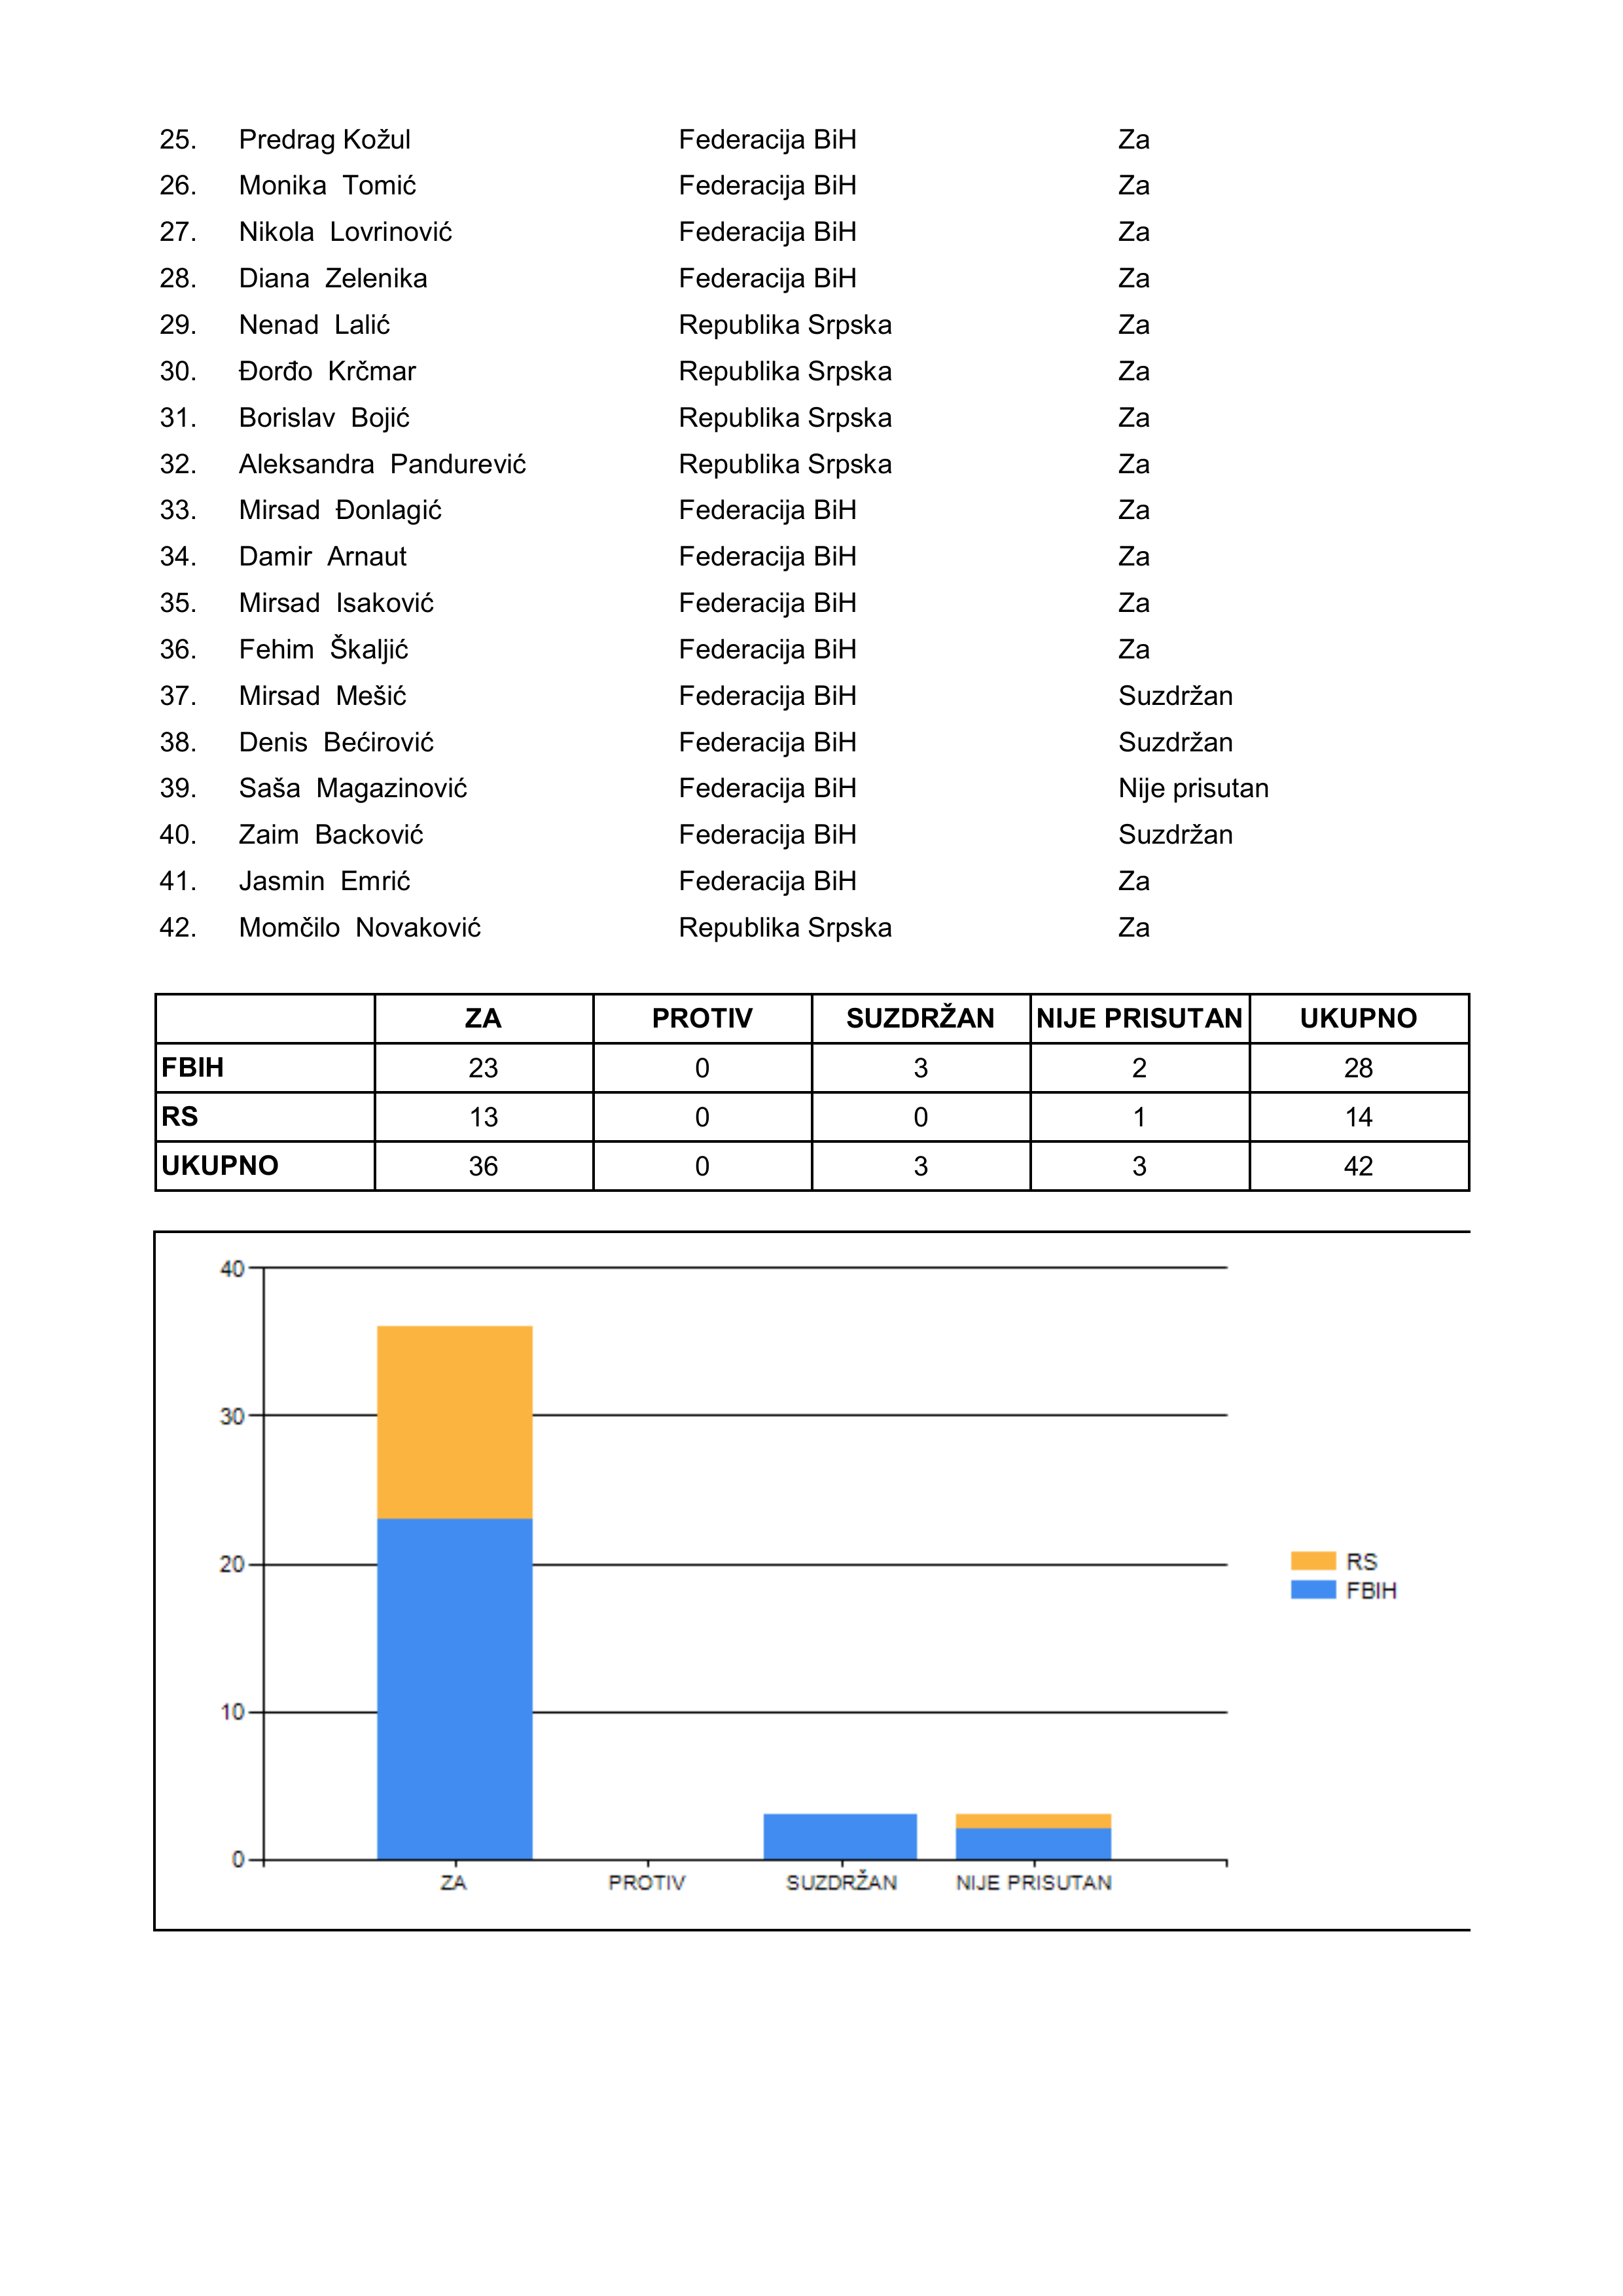 25. Predrag Kožul Federacija BiH Za
26. Monika Tomić Federacija BiH Za
27. Nikola Lovrinović Federacija BiH Za
28. Diana Zelenika Federacija BiH Za
29. Nenad Lalić Republika Srpska Za
30. Đorđo Krčmar Republika Srpska Za
31. Borislav Bojić Republika Srpska Za
32. Aleksandra Pandurević Republika Srpska Za
33. Mirsad Đonlagić Federacija BiH Za
34. Damir Arnaut Federacija BiH Za
35. Mirsad Isaković Federacija BiH Za
36. Fehim Škaljić Federacija BiH Za
37. Mirsad Mešić Federacija BiH Suzdržan
38. Denis Bećirović Federacija BiH Suzdržan
39. Saša Magazinović Federacija BiH Nije prisutan
40. Zaim Backović Federacija BiH Suzdržan
41. Jasmin Emrić Federacija BiH Za
42. Momčilo Novaković Republika Srpska Za
ZA PROTIV SUZDRŽAN NIJE PRISUTAN UKUPNO
FBIH 23 0 3 2 28
RS 13 0 0 1 14
UKUPNO 36 0 3 3 42
40
30
20
10
0
ZA PROTIV SUZDRŽAN NIJE PRISUTAN
RS
FBIH